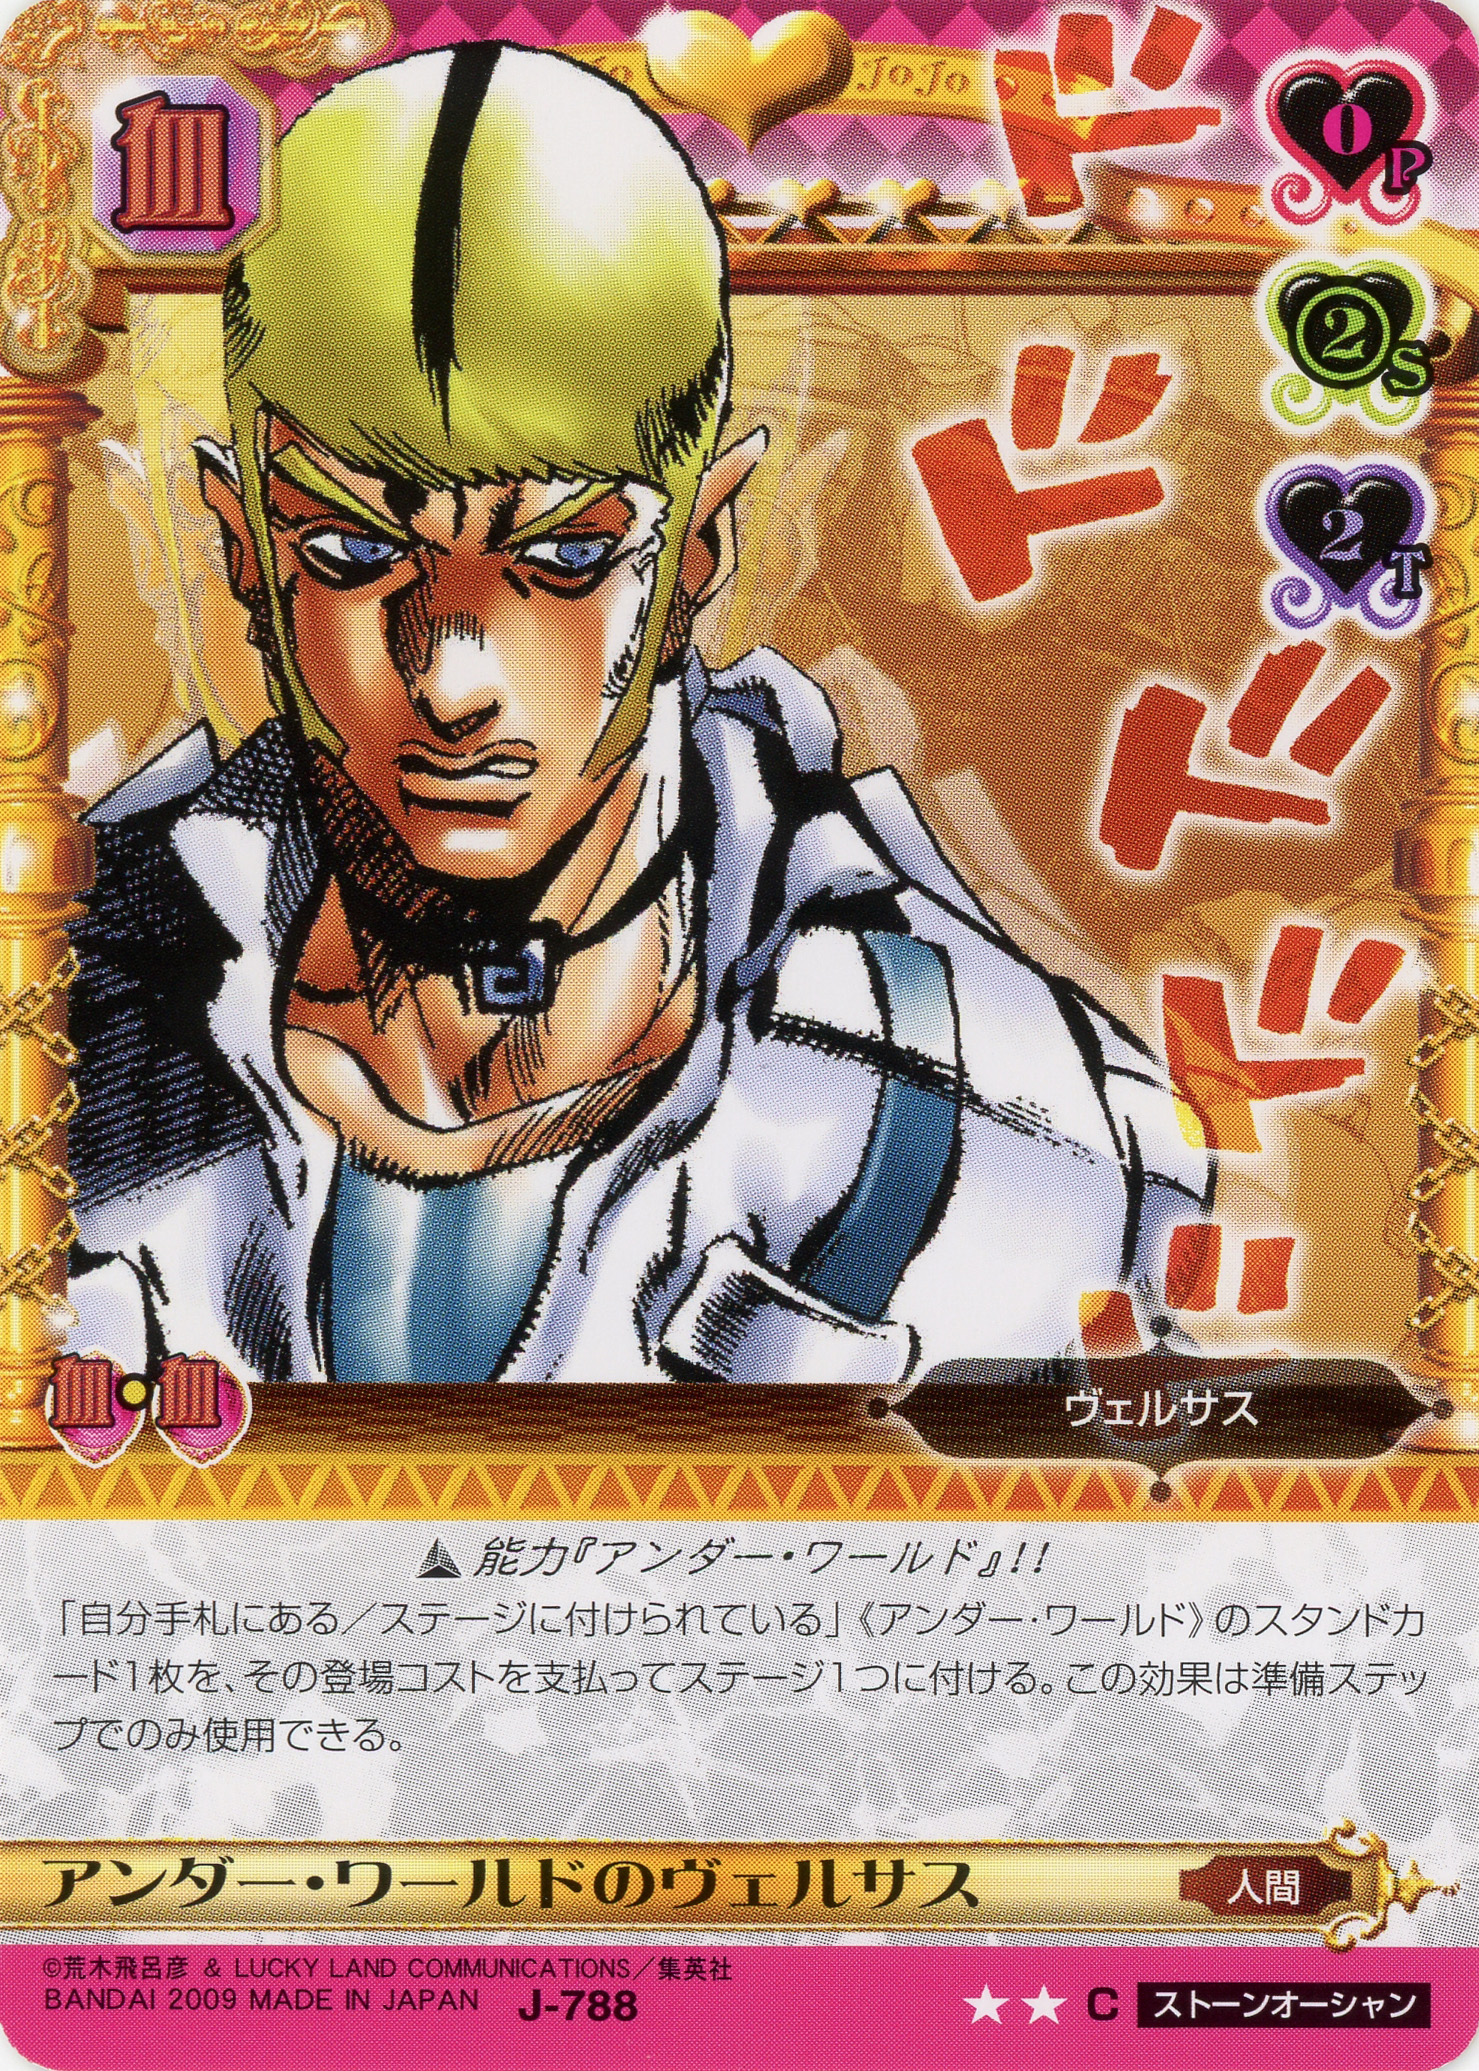 JoJo
JoJo
血
0
P
2
S
2
T
ド
ド
ド
ド
ド
血・血
ヴェルサス
▲能力『アンダー・ワールド』!!
「自分手札にある／ステージに付けられている」《アンダー・ワールド》のスタンドカ
ード1枚を、その登場コストを支払ってステージ1つに付ける。この効果は準備ステッ
プでのみ使用できる。
アンダー・ワールドのヴェルサス
人間
©荒木飛呂彦 & LUCKY LAND COMMUNICATIONS／集英社
BANDAI 2009 MADE IN JAPAN J-788
★★ C ストーンオーシャン